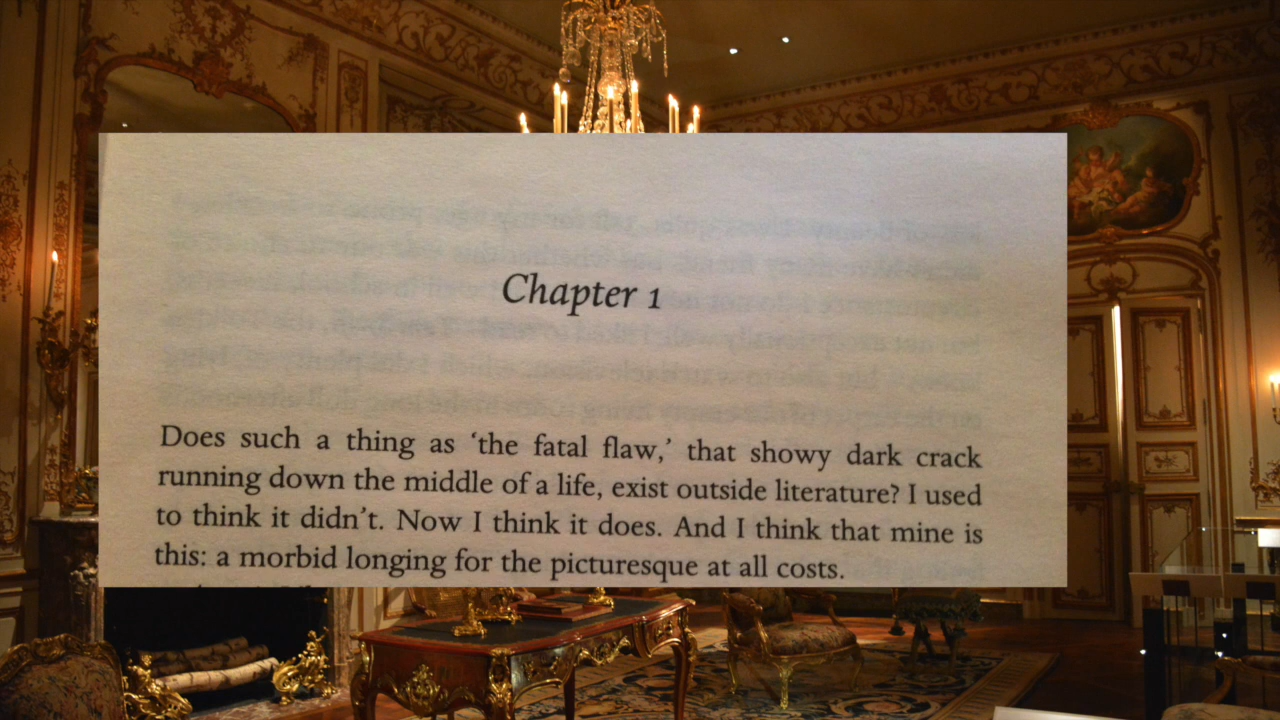 Chapter 1
Does such a thing as ‘the fatal flaw,’ that showy dark crack
running down the middle of a life, exist outside literature? I used
to think it didn’t. Now I think it does. And I think that mine is
this: a morbid longing for the picturesque at all costs.